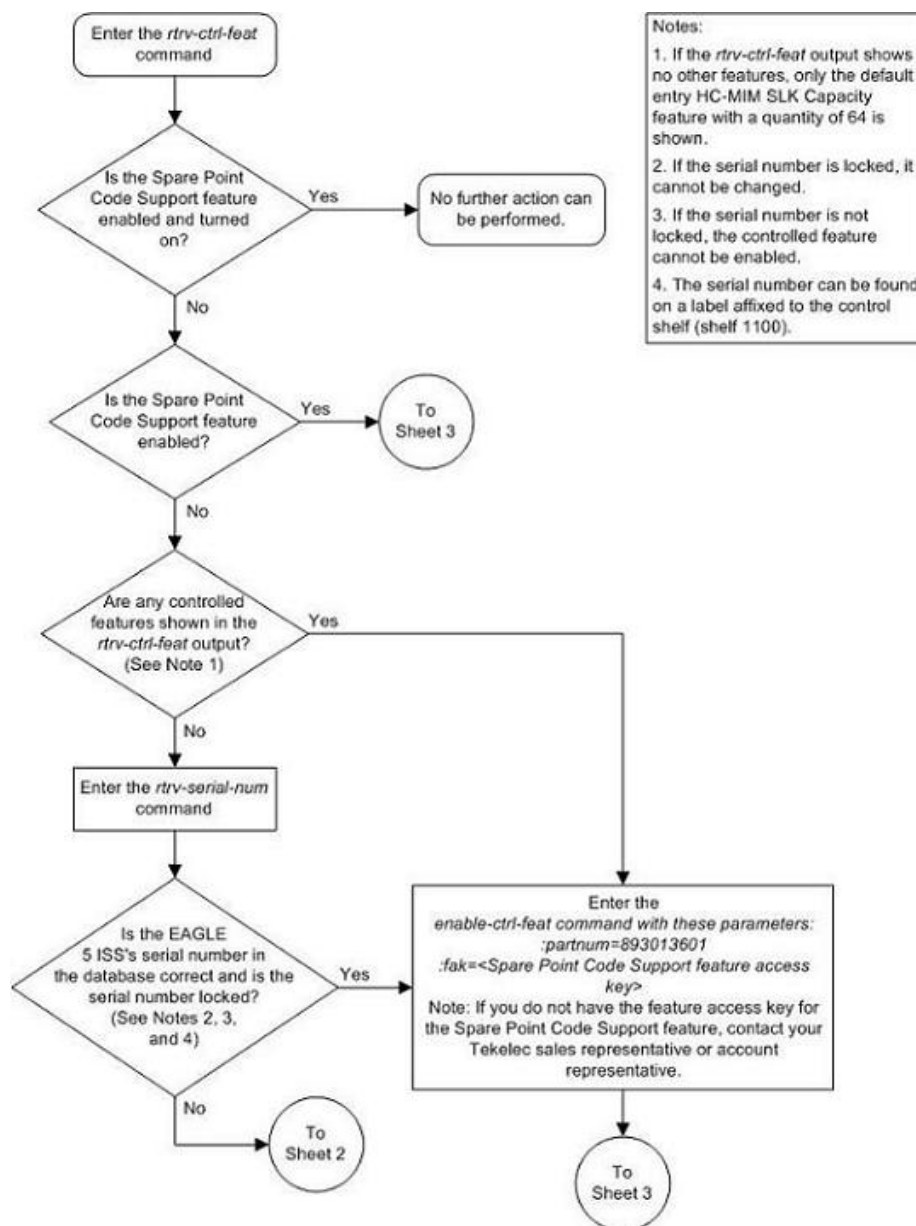 Enter the rtrv-ctrl-feat
command
Is the Spare Point
Code Support feature
enabled and turned
on?
Yes
No further action can
be performed.
No
Is the Spare Point
Code Support feature
enabled?
Yes
To
Sheet 3
No
Are any controlled
features shown in the
rtrv-ctrl-feat output?
(See Note 1)
Yes
No
Enter the rtrv-serial-num
command
Is the EAGLE
5 ISS's serial number in
the database correct and is the
serial number locked?
(See Notes 2, 3,
and 4)
Yes
No
To
Sheet 2
Enter the
enable-ctrl-feat command with these parameters:
:partnum=893013601
:fak=<Spare Point Code Support feature access
key>
Note: If you do not have the feature access key for
the Spare Point Code Support feature, contact your
Tekelec sales representative or account
representative.
To
Sheet 3
Notes:
1. If the rtrv-ctrl-feat output shows
no other features, only the default
entry HC-MIM SLK Capacity
feature with a quantity of 64 is
shown.
2. If the serial number is locked, it
cannot be changed.
3. If the serial number is not
locked, the controlled feature
cannot be enabled.
4. The serial number can be found
on a label affixed to the control
shelf (shelf 1100).